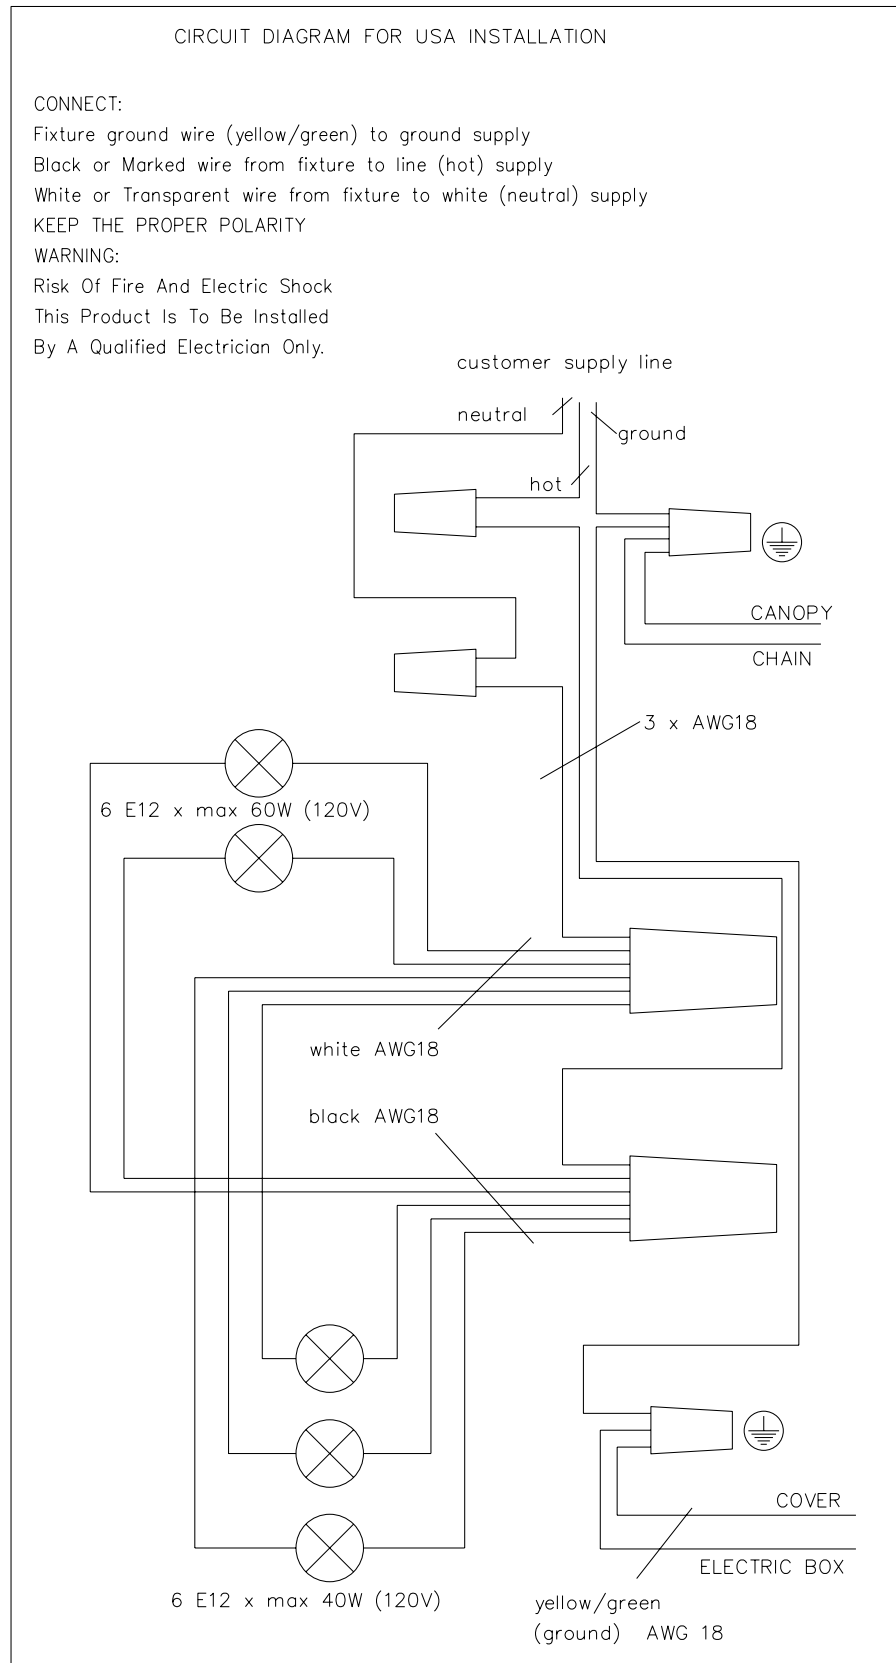 CIRCUIT DIAGRAM FOR USA INSTALLATION
CONNECT:
Fixture ground wire (yellow/green) to ground supply
Black or Marked wire from fixture to line (hot) supply
White or Transparent wire from fixture to white (neutral) supply
KEEP THE PROPER POLARITY
WARNING:
Risk Of Fire And Electric Shock
This Product Is To Be Installed
By A Qualified Electrician Only.
customer supply line
neutral
ground
hot
CANOPY
CHAIN
3 x AWG18
6 E12 x max 60W (120V)
white AWG18
black AWG18
COVER
ELECTRIC BOX
6 E12 x max 40W (120V)
yellow/green
(ground) AWG 18